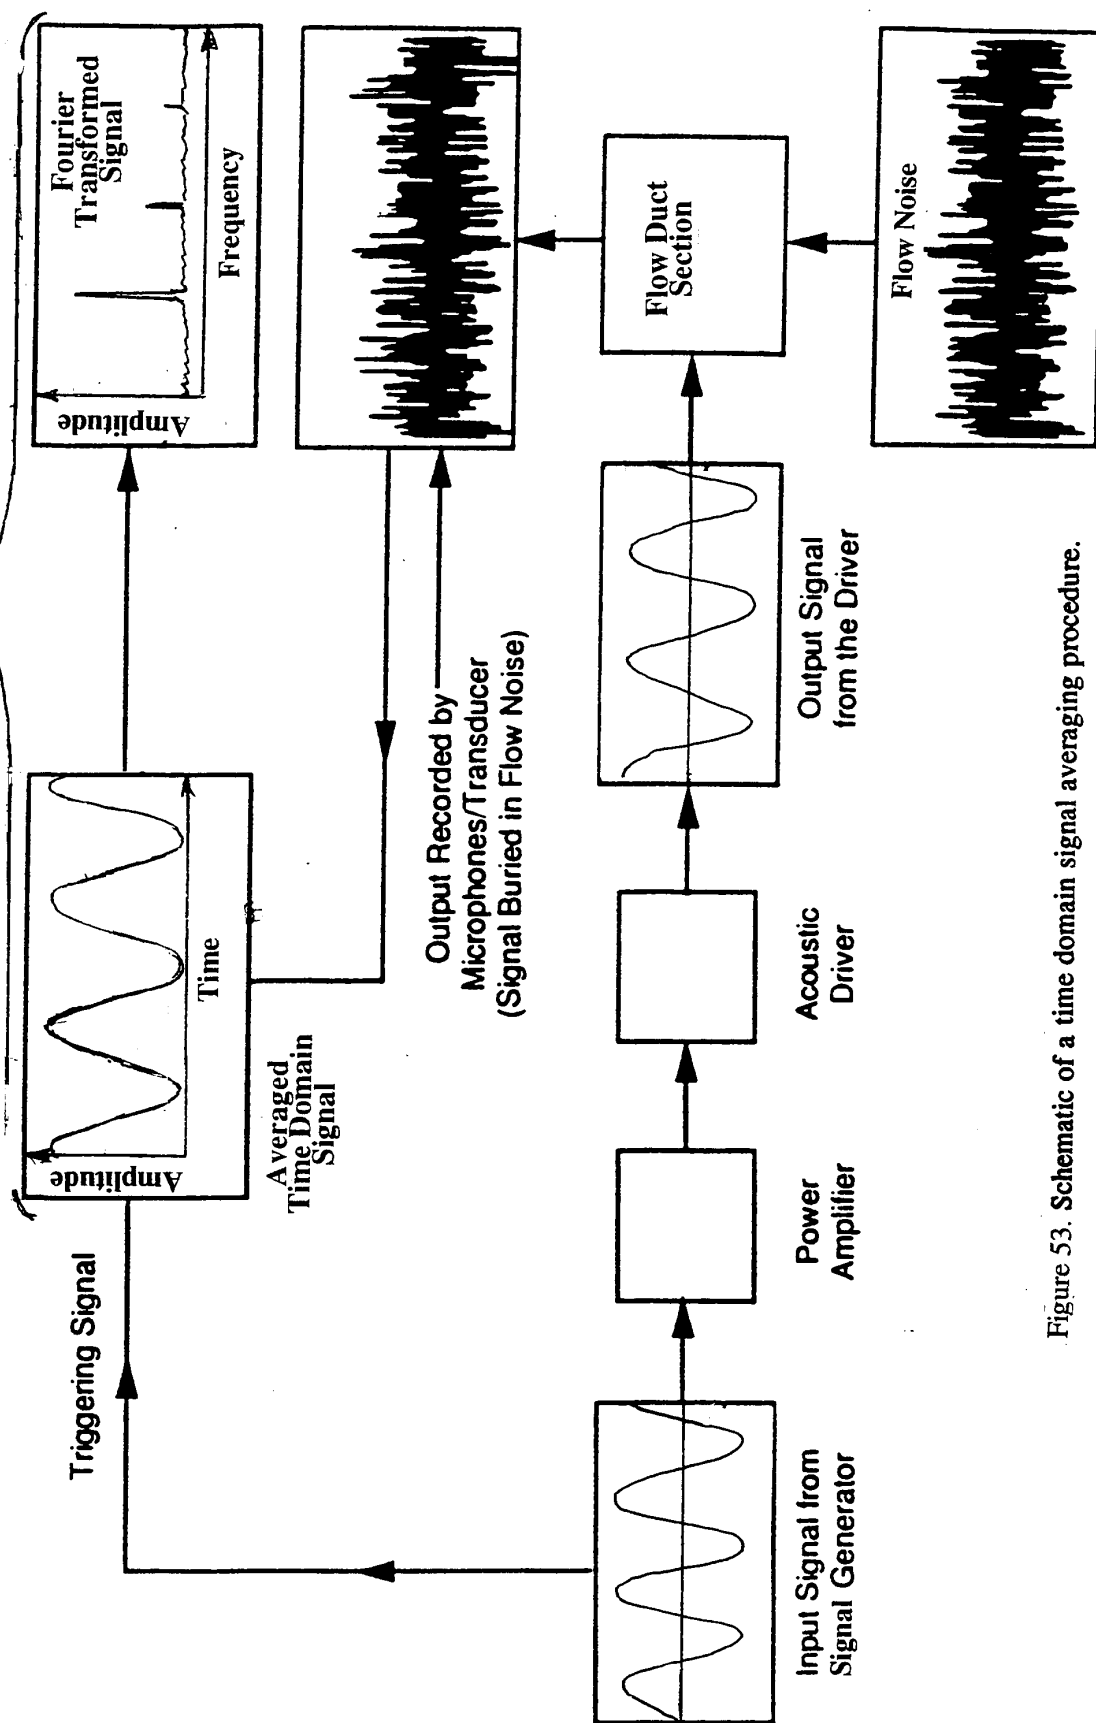 Triggering Signal
Amplitude
Time
Averaged
Time Domain
Signal
Amplitude
Fourier
Transformed
Signal
Frequency
Output Recorded by
Microphones/Transducer
(Signal Buried in Flow Noise)
Input Signal from
Signal Generator
Power
Amplifier
Acoustic
Driver
Output Signal
from the Driver
Flow Duct
Section
Flow Noise
Figure 53. Schematic of a time domain signal averaging procedure.